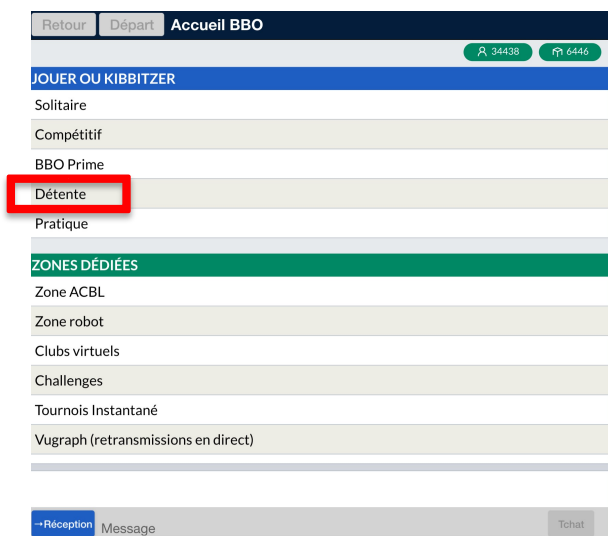 Retour Départ Accueil BBO
34438 6446
JOUER OU KIBBITZER
Solitaire
Compétitif
BBO Prime
Détente
Pratique
ZONES DÉDIÉES
Zone ACBL
Zone robot
Clubs virtuels
Challenges
Tournois Instantané
Vugraph (retransmissions en direct)
→Réception Message Tchat